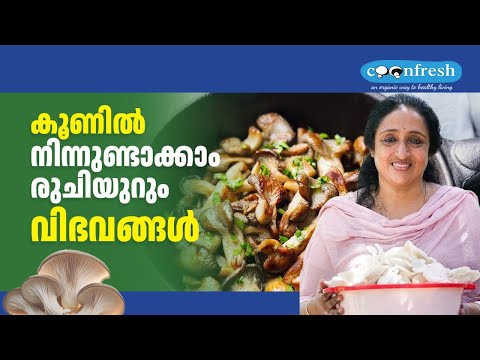 coonfresh
an organic way to healthy living
കൂണിൽ
നിന്നുണ്ടാക്കാം
രുചിയുറും
വിഭവങ്ങൾ